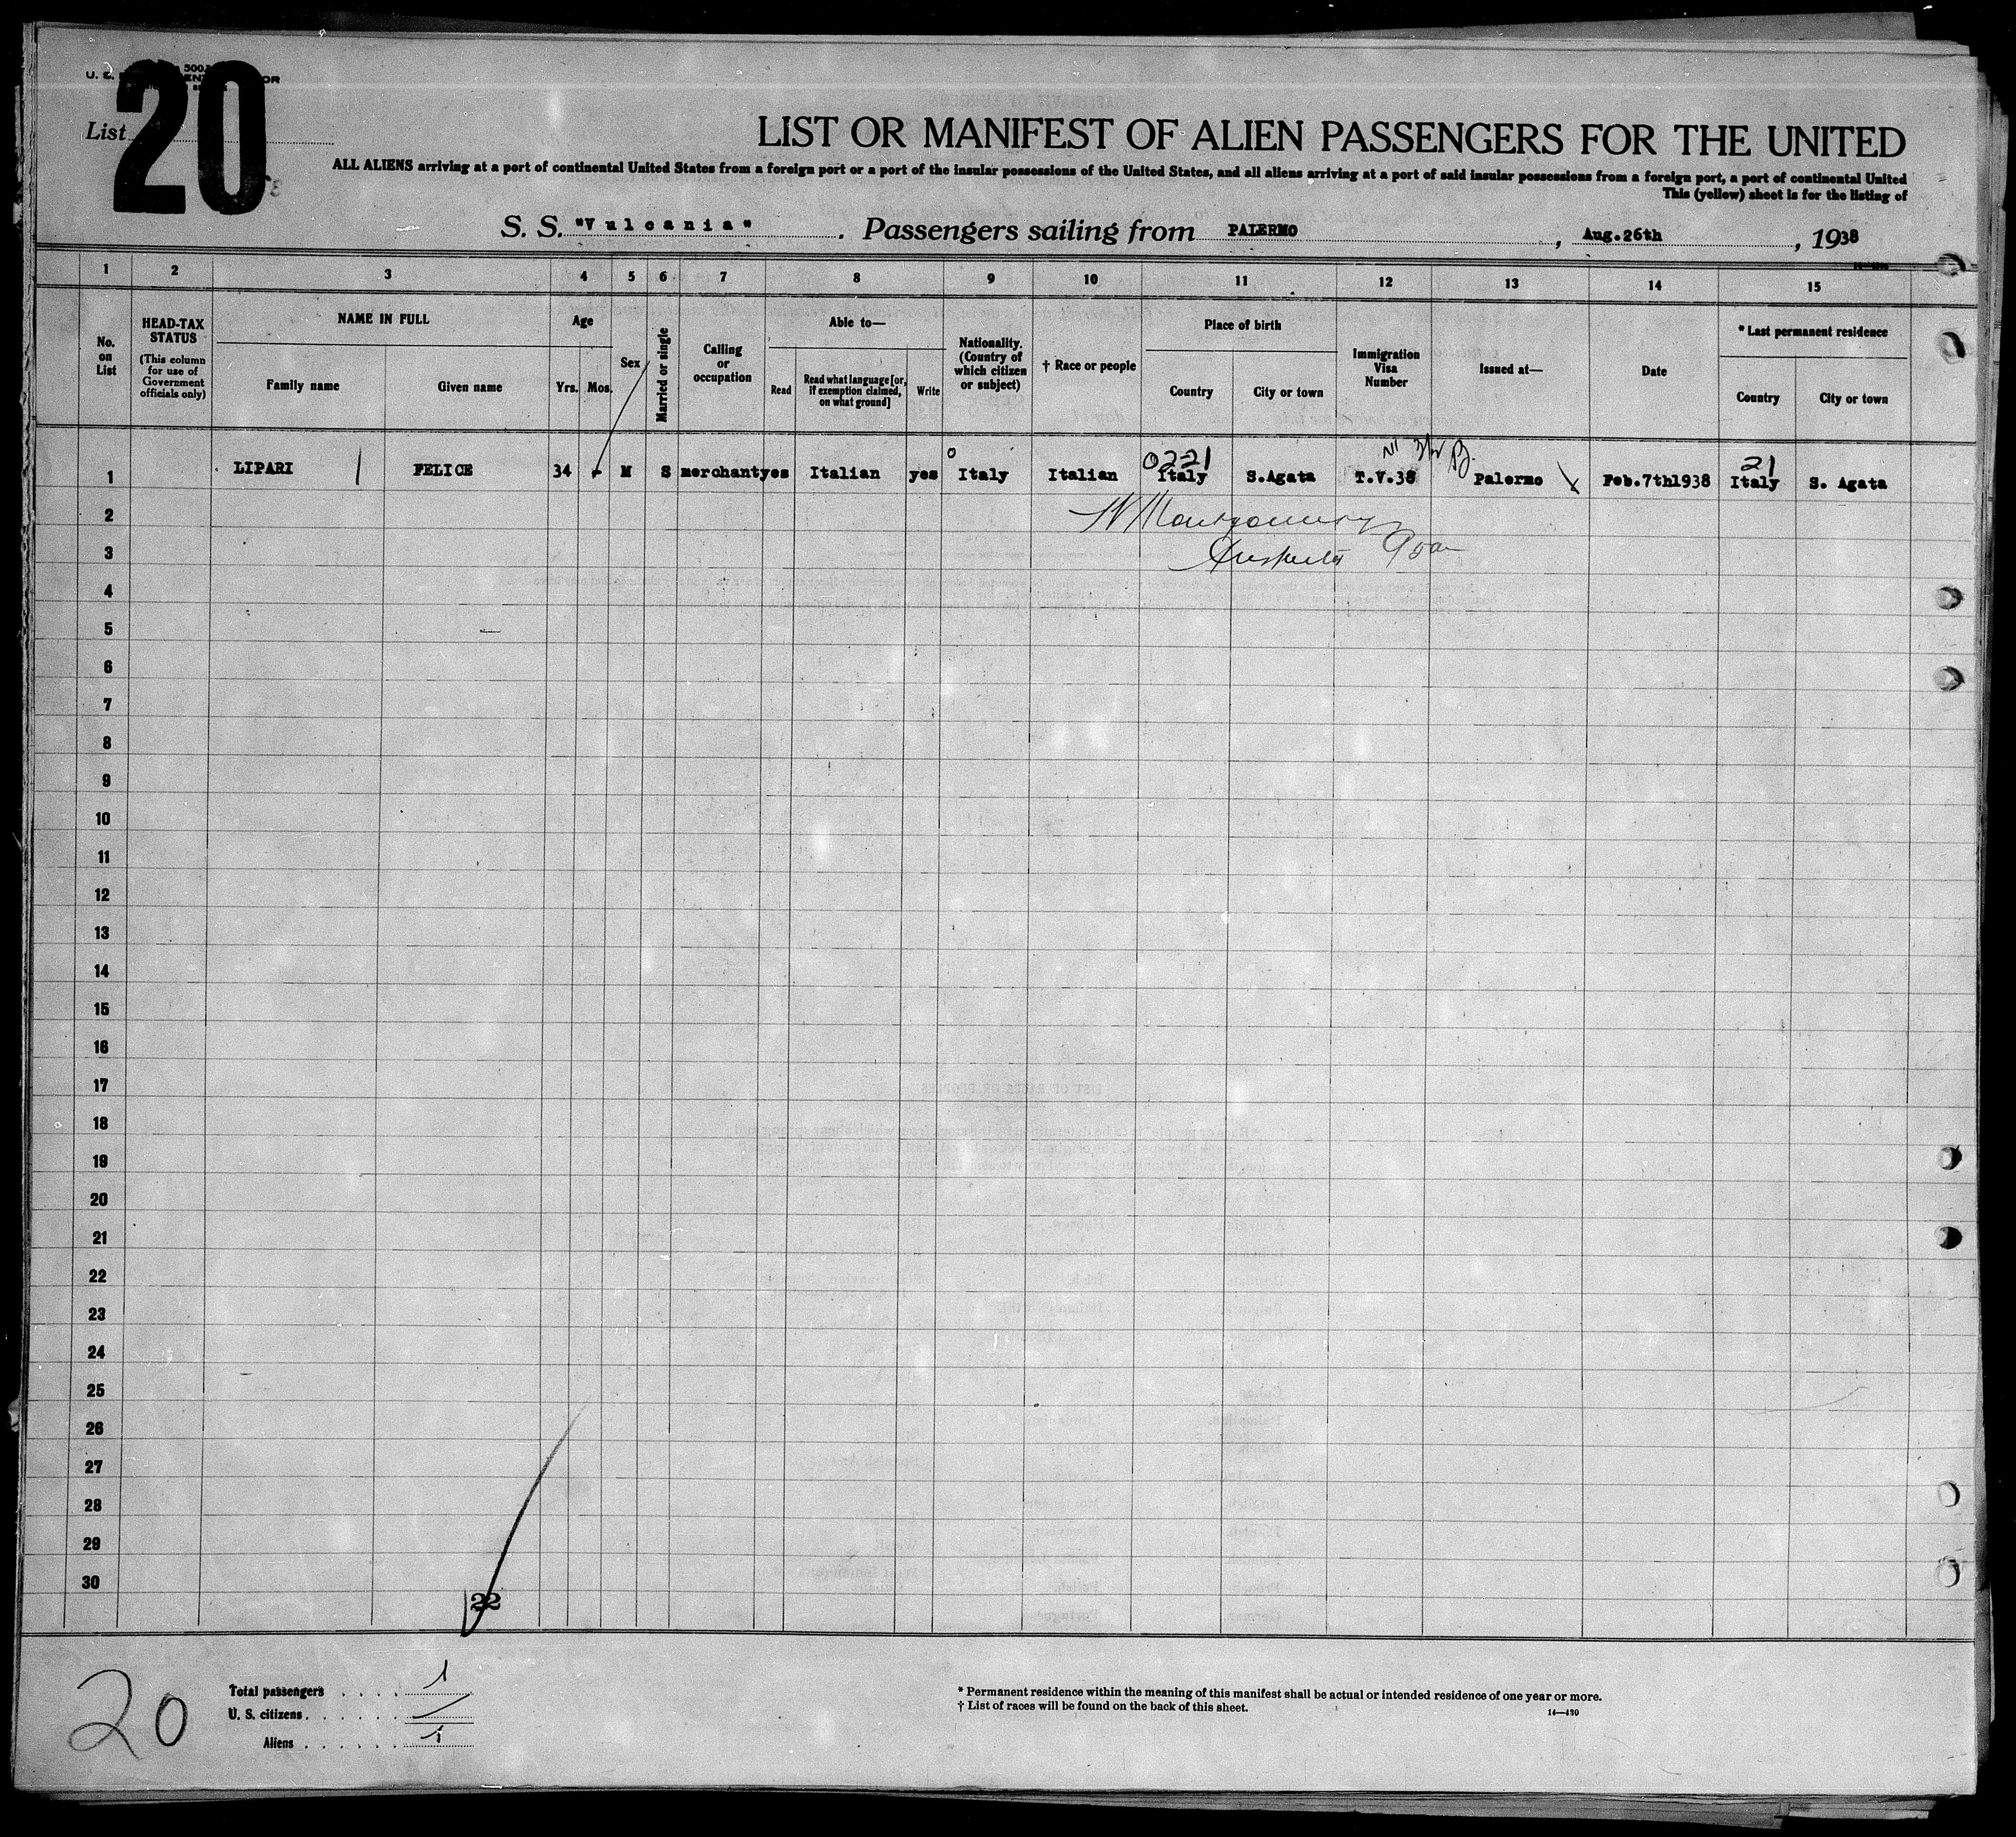 20
List
LIST OR MANIFEST OF ALIEN PASSENGERS FOR THE UNITED
ALL ALIENS arriving at a port of continental United States from a foreign port or a port of the insular possessions of the United States, and all aliens arriving at a port of said insular possessions from a foreign port, a port of continental United
This (yellow) sheet is for the listing of
S. S. "Vulcania". Passengers sailing from PALERMO, Aug.26th, 1938
1 2 3 4 5 6 7 8 9 10 11 12 13 14 15
No. on List
HEAD-TAX STATUS
(This column for use of Government officials only)
NAME IN FULL
Family name
Given name
Age
Yrs.
Mos.
Sex
Married or single
Calling or occupation
Able to—
Read
Read what language [or, if exemption claimed, on what ground]
Write
Nationality. (Country of which citizen or subject)
† Race or people
Place of birth
Country
City or town
Immigration Visa Number
Issued at—
Date
* Last permanent residence
Country
City or town
0221
21
1 LIPARI FELICE 34 - M S merchant yes Italian yes Italy Italian Italy S.Agata T.V.38 Palermo Feb.7th1938 Italy S. Agata
2 Montgomery
3
4
5
6
7
8
9
10
11
12
13
14
15
16
17
18
19
20
21
22
23
24
25
26
27
28
29
30
22
20
Total passengers . . . . 1
U. S. citizens . . . . . .
Aliens . . . . . . 1
* Permanent residence within the meaning of this manifest shall be actual or intended residence of one year or more.
† List of races will be found on the back of this sheet.
14—430